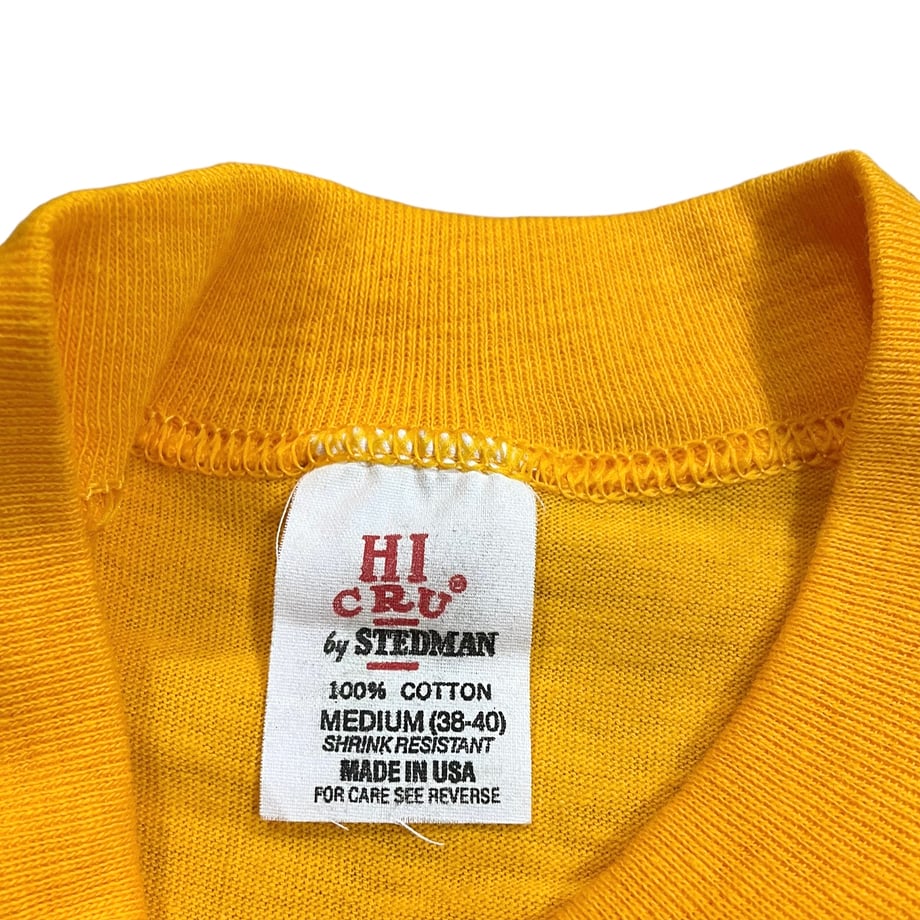 HI
CRU®
by STEDMAN
100% COTTON
MEDIUM (38-40)
SHRINK RESISTANT
MADE IN USA
FOR CARE SEE REVERSE